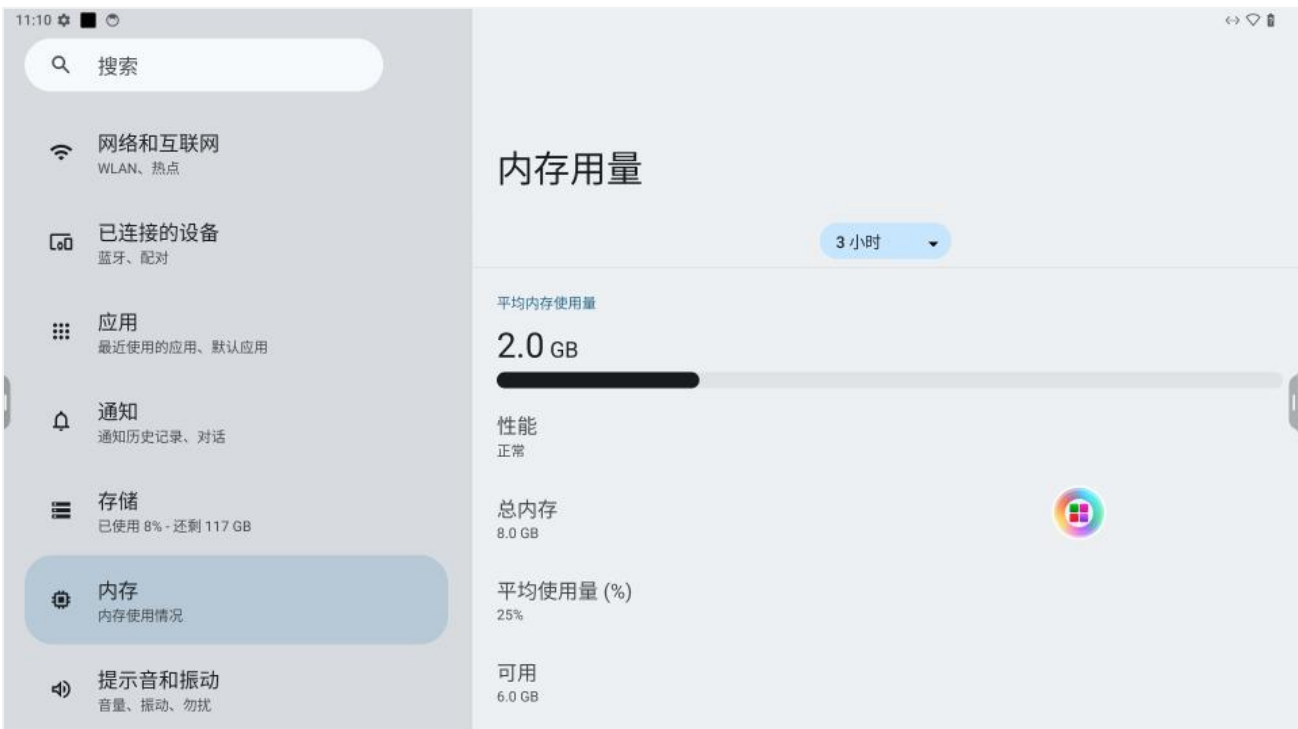 11:10
搜索
网络和互联网
WLAN、热点
已连接的设备
蓝牙、配对
应用
最近使用的应用、默认应用
通知
通知历史记录、对话
存储
已使用 8% - 还剩 117 GB
内存
内存使用情况
提示音和振动
音量、振动、勿扰
内存用量
3 小时
平均内存使用量
2.0 GB
性能
正常
总内存
8.0 GB
平均使用量 (%)
25%
可用
6.0 GB